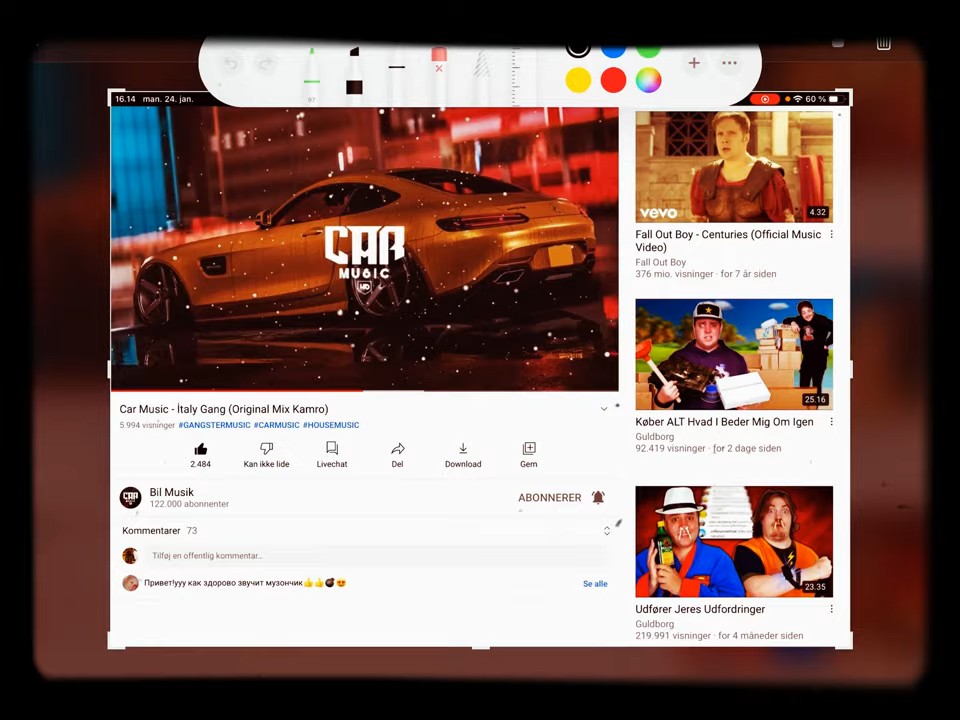 97
16.14 man. 24. jan.
60 %
CAR
MUSIC
Car Music - İtaly Gang (Original Mix Kamro)
5.994 visninger #GANGSTERMUSIC #CARMUSIC #HOUSEMUSIC
2.484
Kan ikke lide
Livechat
Del
Download
Gem
CAR
Bil Musik
122.000 abonnenter
ABONNERER
Kommentarer 73
Tilføj en offentlig kommentar...
Привет!ууу как здорово звучит музончик👍👍💣😍
Se alle
vevo
4.32
Fall Out Boy - Centuries (Official Music
Video)
Fall Out Boy
376 mio. visninger · for 7 år siden
25.16
Køber ALT Hvad I Beder Mig Om Igen
Guldborg
92.419 visninger · for 2 dage siden
23.35
Udfører Jeres Udfordringer
Guldborg
219.991 visninger · for 4 måneder siden